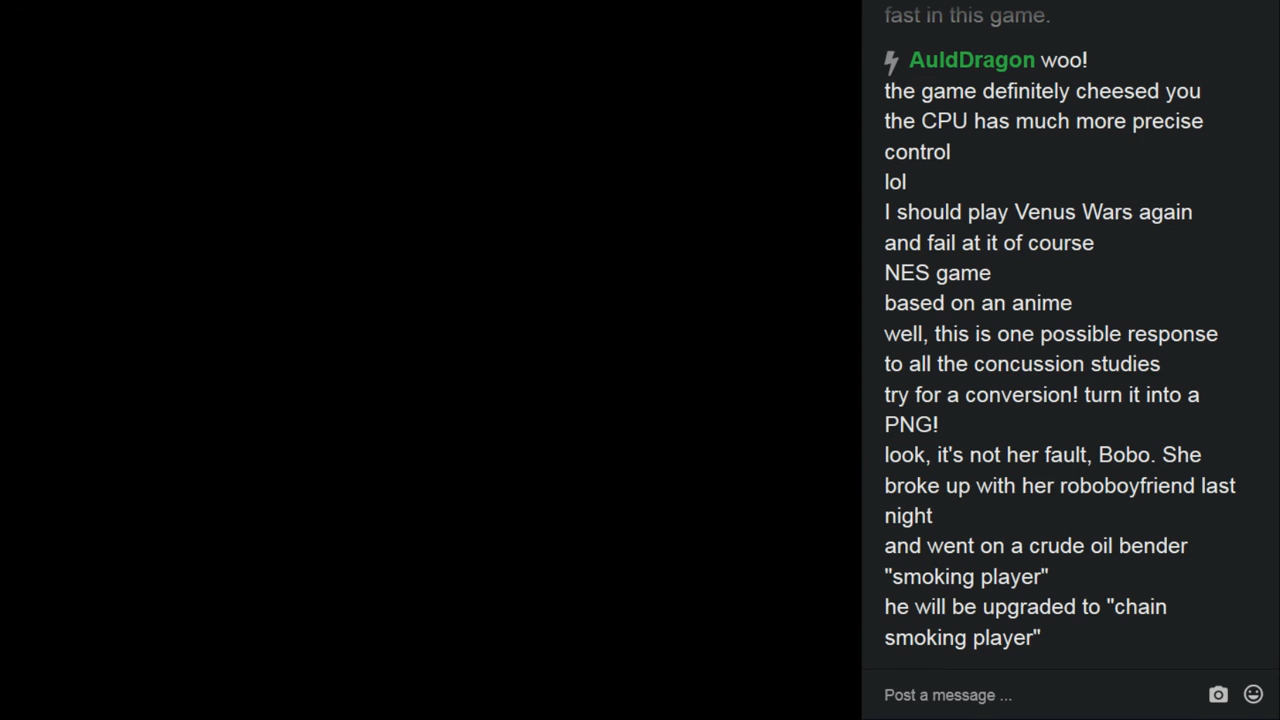 fast in this game.
AuldDragon woo!
the game definitely cheesed you
the CPU has much more precise
control
lol
I should play Venus Wars again
and fail at it of course
NES game
based on an anime
well, this is one possible response
to all the concussion studies
try for a conversion! turn it into a
PNG!
look, it's not her fault, Bobo. She
broke up with her roboboyfriend last
night
and went on a crude oil bender
"smoking player"
he will be upgraded to "chain
smoking player"
Post a message ...